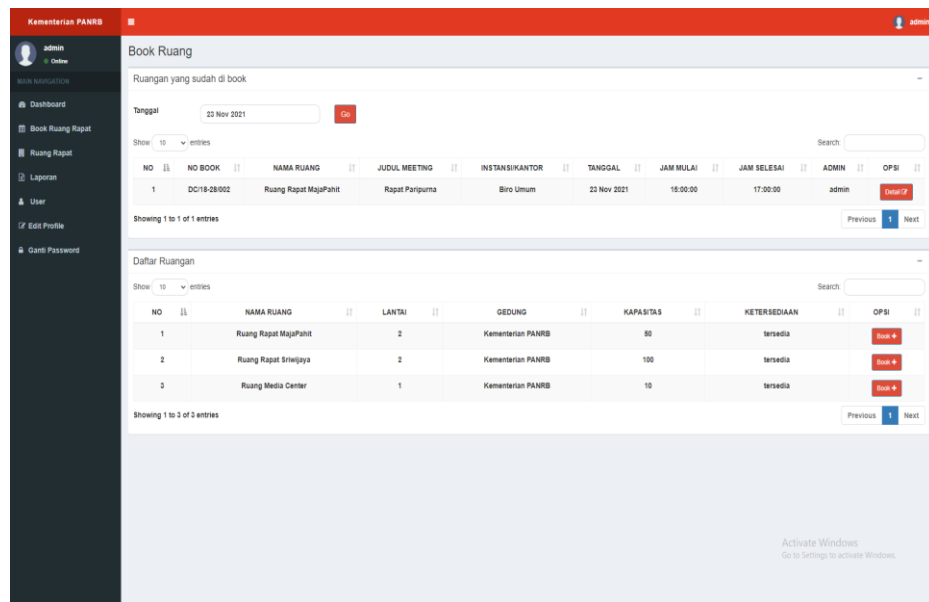 Kementerian PANRB
admin
admin
Online
MAIN NAVIGATION
Dashboard
Book Ruang Rapat
Ruang Rapat
Laporan
User
Edit Profile
Ganti Password
Book Ruang
Ruangan yang sudah di book
Tanggal 23 Nov 2021 Go
Show 10 entries Search:
NO NO BOOK NAMA RUANG JUDUL MEETING INSTANSI/KANTOR TANGGAL JAM MULAI JAM SELESAI ADMIN OPSI
1 DC/18-28/002 Ruang Rapat MajaPahit Rapat Paripurna Biro Umum 23 Nov 2021 15:00:00 17:00:00 admin Detail
Showing 1 to 1 of 1 entries Previous 1 Next
Daftar Ruangan
Show 10 entries Search:
NO NAMA RUANG LANTAI GEDUNG KAPASITAS KETERSEDIAAN OPSI
1 Ruang Rapat MajaPahit 2 Kementerian PANRB 50 tersedia Book +
2 Ruang Rapat Sriwijaya 2 Kementerian PANRB 100 tersedia Book +
3 Ruang Media Center 1 Kementerian PANRB 10 tersedia Book +
Showing 1 to 3 of 3 entries Previous 1 Next
Activate Windows
Go to Settings to activate Windows.